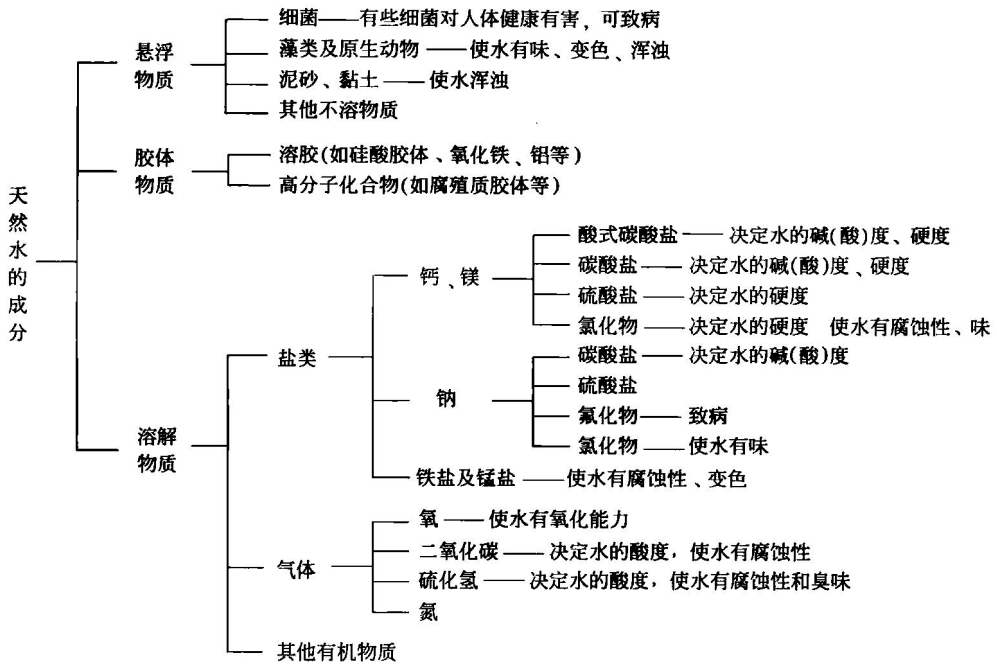 天然水的成分
悬浮物质
细菌——有些细菌对人体健康有害,可致病
藻类及原生动物——使水有味、变色、浑浊
泥砂、黏土——使水浑浊
其他不溶物质
胶体物质
溶胶(如硅酸胶体、氧化铁、铝等)
高分子化合物(如腐殖质胶体等)
溶解物质
盐类
钙、镁
酸式碳酸盐——决定水的碱(酸)度、硬度
碳酸盐——决定水的碱(酸)度、硬度
硫酸盐——决定水的硬度
氯化物——决定水的硬度 使水有腐蚀性、味
钠
碳酸盐——决定水的碱(酸)度
硫酸盐
氟化物——致病
氯化物——使水有味
铁盐及锰盐——使水有腐蚀性、变色
气体
氧——使水有氧化能力
二氧化碳——决定水的酸度,使水有腐蚀性
硫化氢——决定水的酸度,使水有腐蚀性和臭味
氮
其他有机物质